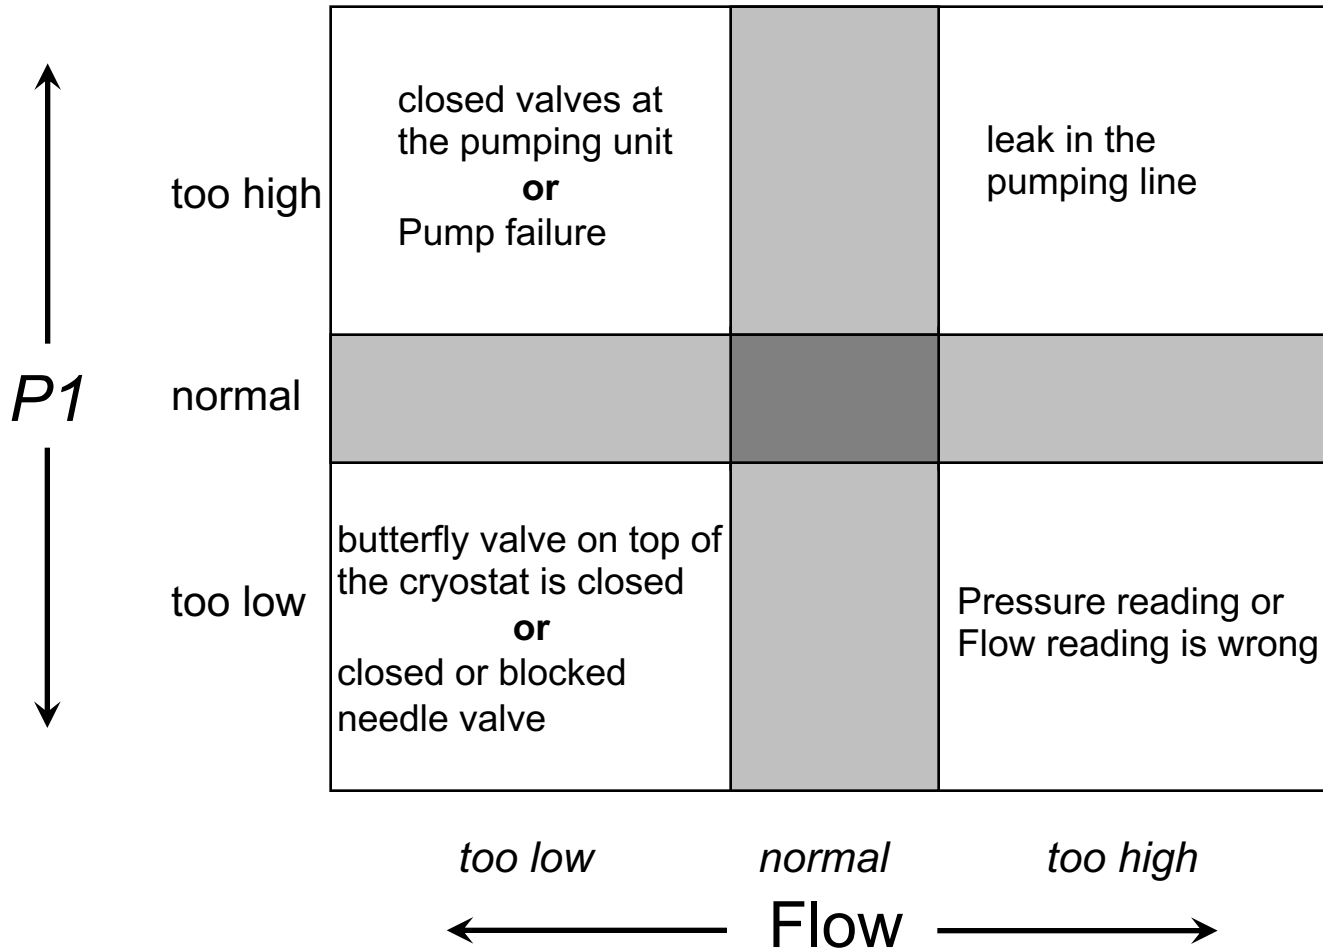 closed valves at
the pumping unit
or
Pump failure
leak in the
pumping line
too high
P1
normal
too low
butterfly valve on top of
the cryostat is closed
or
closed or blocked
needle valve
Pressure reading or
Flow reading is wrong
too low
normal
too high
Flow